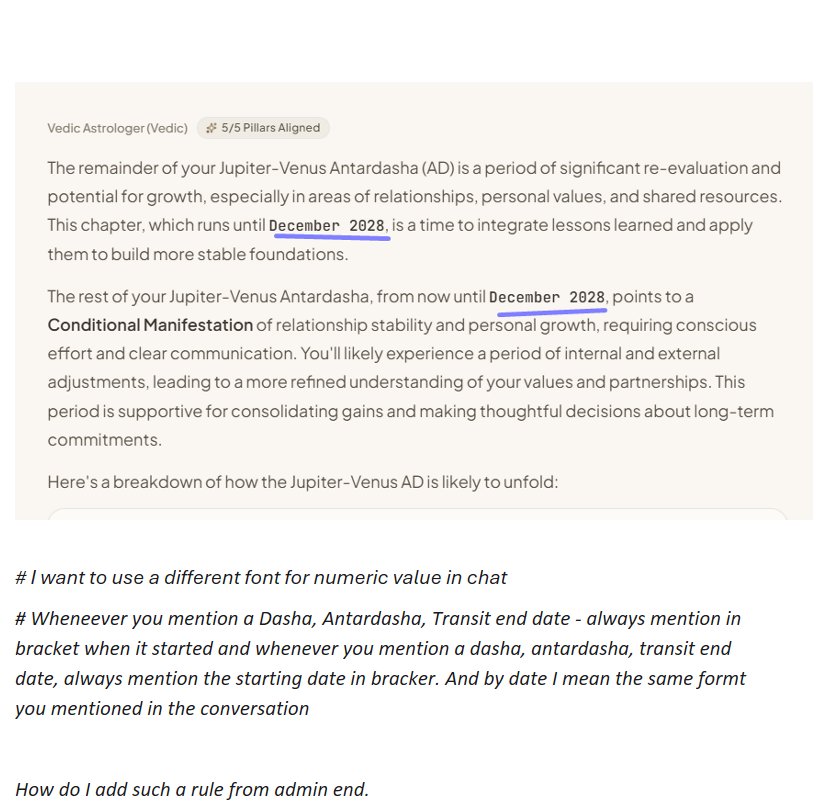 Vedic Astrologer (Vedic) 5/5 Pillars Aligned
The remainder of your Jupiter-Venus Antardasha (AD) is a period of significant re-evaluation and
potential for growth, especially in areas of relationships, personal values, and shared resources.
This chapter, which runs until December 2028, is a time to integrate lessons learned and apply
them to build more stable foundations.
The rest of your Jupiter-Venus Antardasha, from now until December 2028, points to a
Conditional Manifestation of relationship stability and personal growth, requiring conscious
effort and clear communication. You'll likely experience a period of internal and external
adjustments, leading to a more refined understanding of your values and partnerships. This
period is supportive for consolidating gains and making thoughtful decisions about long-term
commitments.
Here's a breakdown of how the Jupiter-Venus AD is likely to unfold:
# I want to use a different font for numeric value in chat
# Wheneever you mention a Dasha, Antardasha, Transit end date - always mention in
bracket when it started and whenever you mention a dasha, antardasha, transit end
date, always mention the starting date in bracker. And by date I mean the same formt
you mentioned in the conversation
How do I add such a rule from admin end.